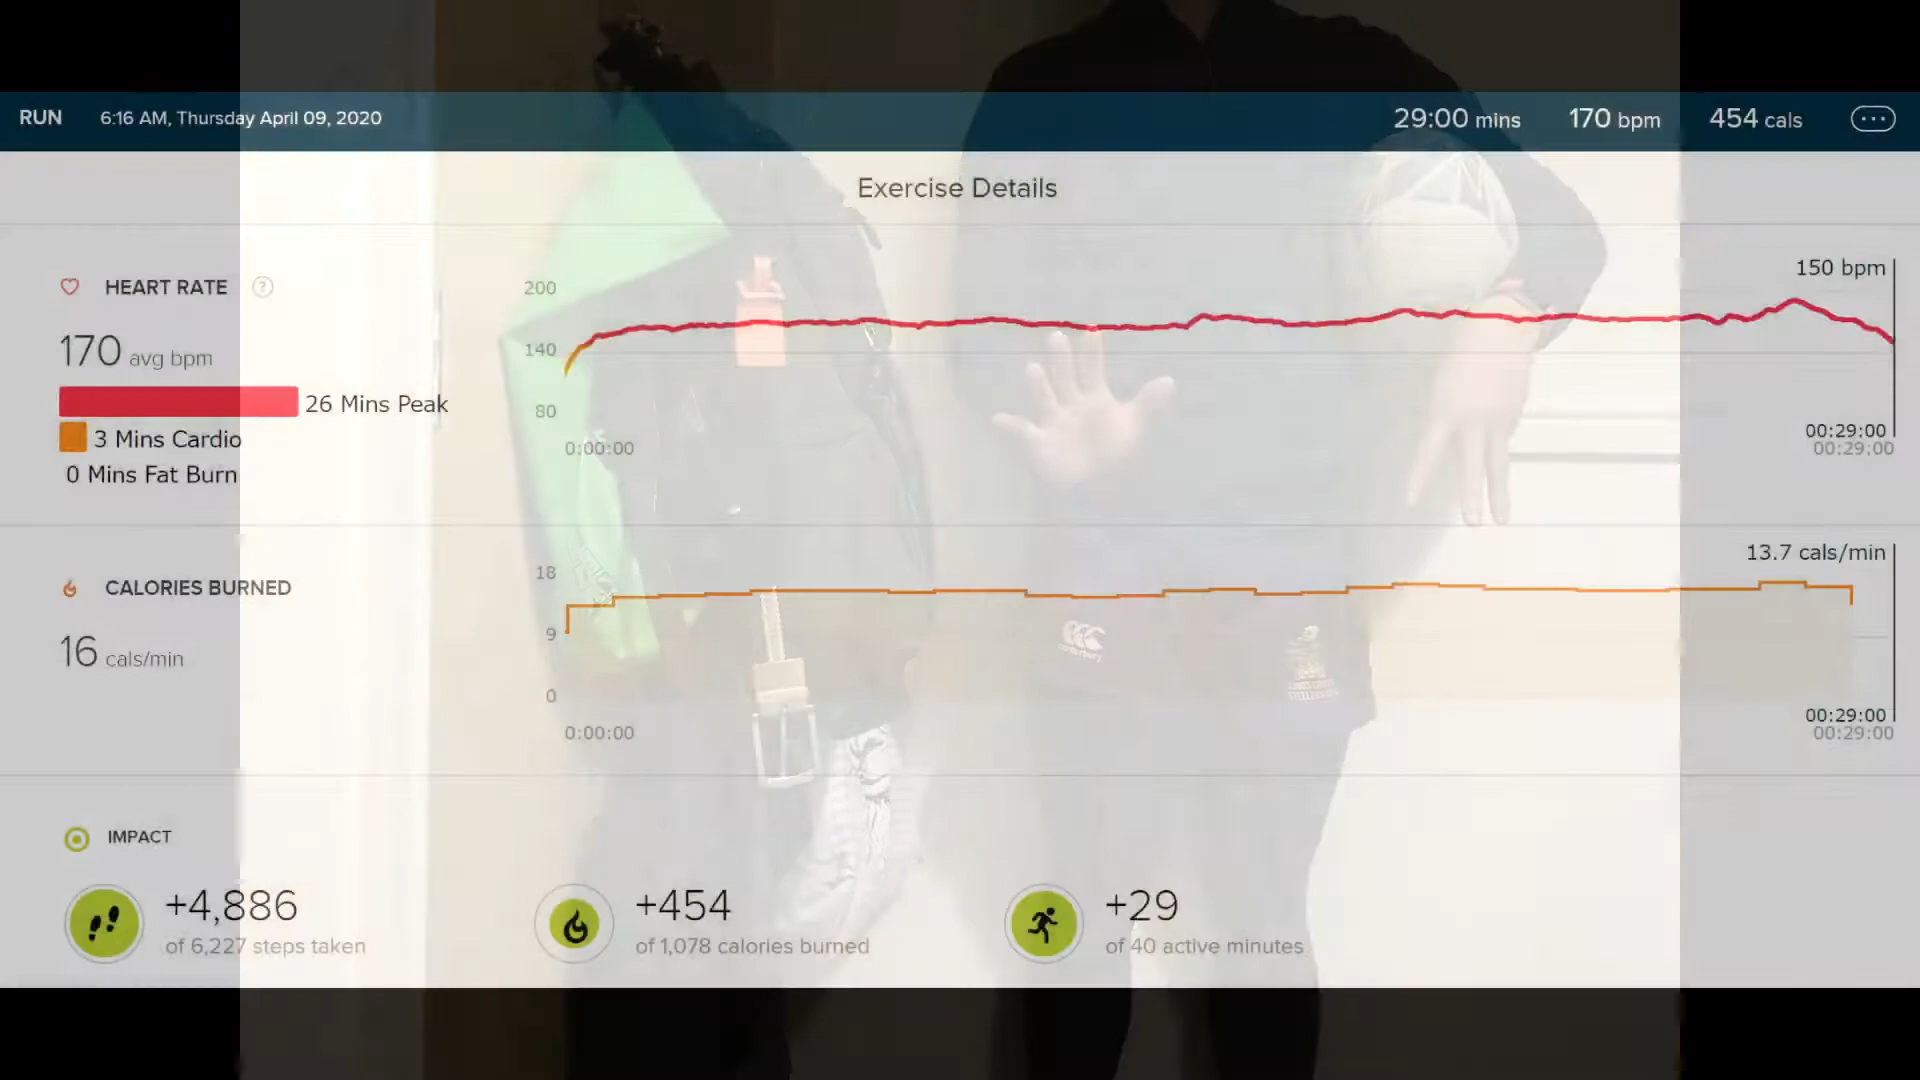 RUN 6:16 AM, Thursday April 09, 2020 29:00 mins 170 bpm 454 cals
Exercise Details
HEART RATE ?
170 avg bpm
26 Mins Peak
3 Mins Cardio
0 Mins Fat Burn
200
140
80
0:00:00
150 bpm
00:29:00
00:29:00
CALORIES BURNED
16 cals/min
18
9
0
0:00:00
13.7 cals/min
00:29:00
00:29:00
canterbury
IMPACT
+4,886
of 6,227 steps taken
+454
of 1,078 calories burned
+29
of 40 active minutes